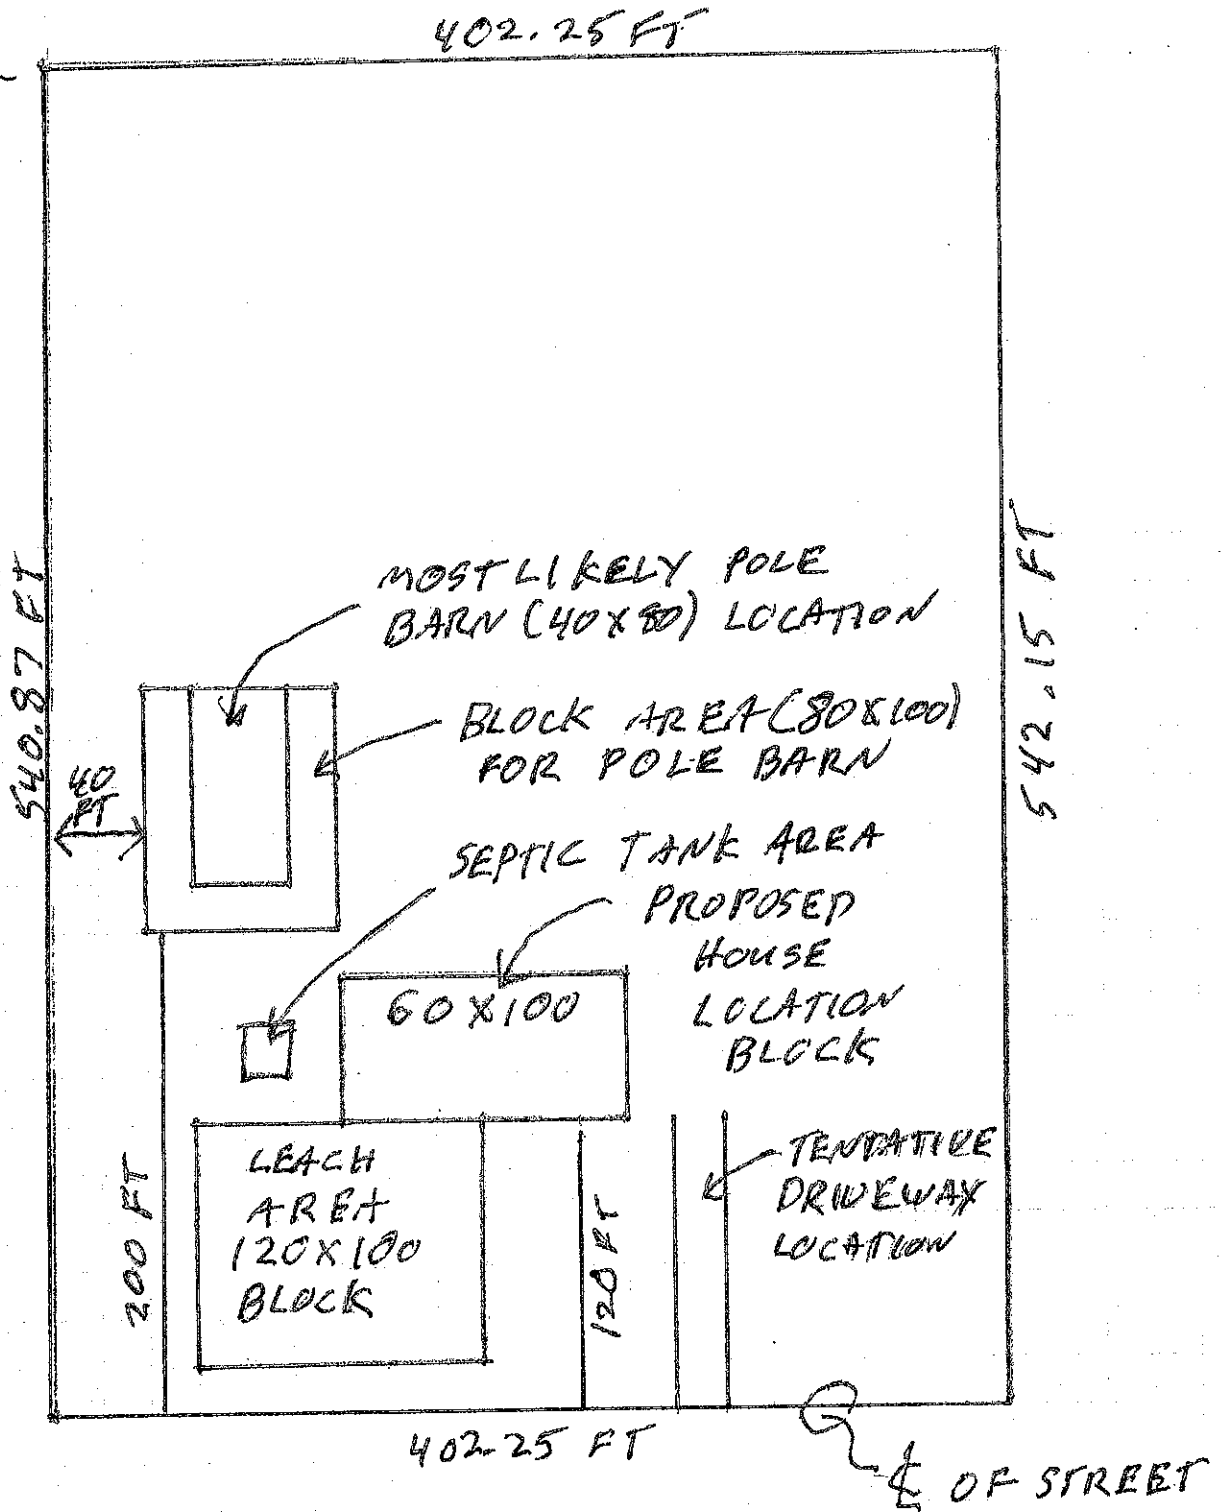 402.25 FT
540.87 FT
542.15 FT
MOST LIKELY POLE
BARN (40X80) LOCATION
BLOCK AREA (80X100)
FOR POLE BARN
40
FT
SEPTIC TANK AREA
PROPOSED
HOUSE
LOCATION
BLOCK
60X100
LEACH
AREA
120X100
BLOCK
200 FT
120 FT
TENTATIVE
DRIVEWAY
LOCATION
402.25 FT
℄ OF STREET